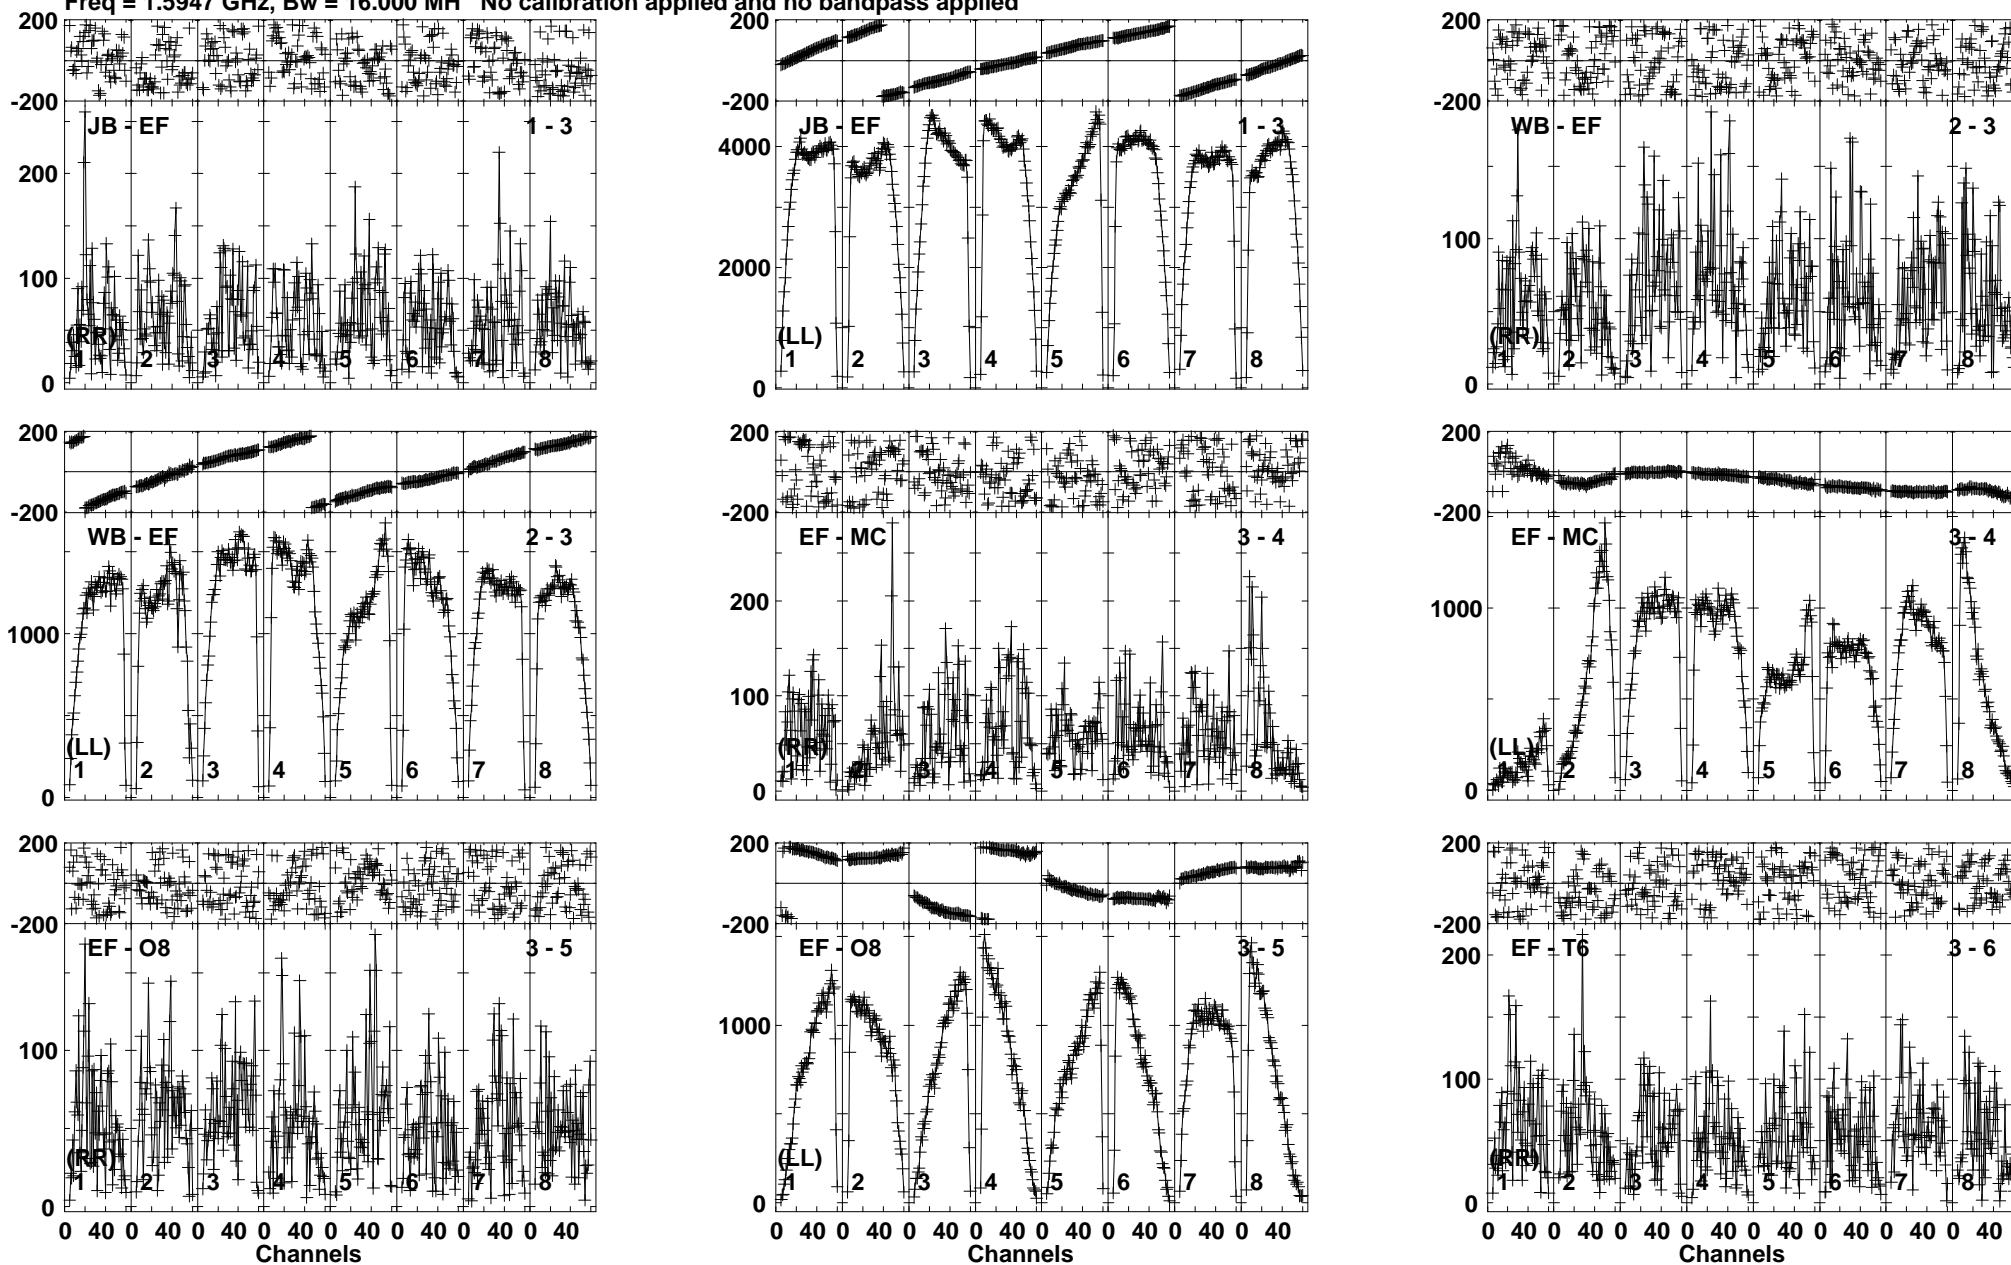 Freq = 1.5947 GHz, Bw = 16.000 MH No calibration applied and no bandpass applied
200
-200
JB - EF 1 - 3
200
100
0
(RR)
1 2 3 4 5 6 7 8
200
-200
JB - EF 1 - 3
4000
2000
0
(LL)
1 2 3 4 5 6 7 8
200
-200
WB - EF 2 - 3
100
0
(RR)
1 2 3 4 5 6 7 8
200
-200
WB - EF 2 - 3
1000
0
(LL)
1 2 3 4 5 6 7 8
200
-200
EF - MC 3 - 4
200
100
0
(RR)
1 2 3 4 5 6 7 8
200
-200
EF - MC 3 - 4
1000
0
(LL)
1 2 3 4 5 6 7 8
200
-200
EF - O8 3 - 5
100
0
(RR)
1 2 3 4 5 6 7 8
0 40 0 40 0 40 0 40 0 40 0 40 0 40 0 40
Channels
200
-200
EF - O8 3 - 5
1000
0
(LL)
1 2 3 4 5 6 7 8
0 40 0 40 0 40 0 40 0 40 0 40 0 40 0 40
Channels
200
-200
EF - T6 3 - 6
200
100
0
(RR)
1 2 3 4 5 6 7 8
0 40 0 40 0 40 0 40 0 40 0 40 0 40 0 40
Channels